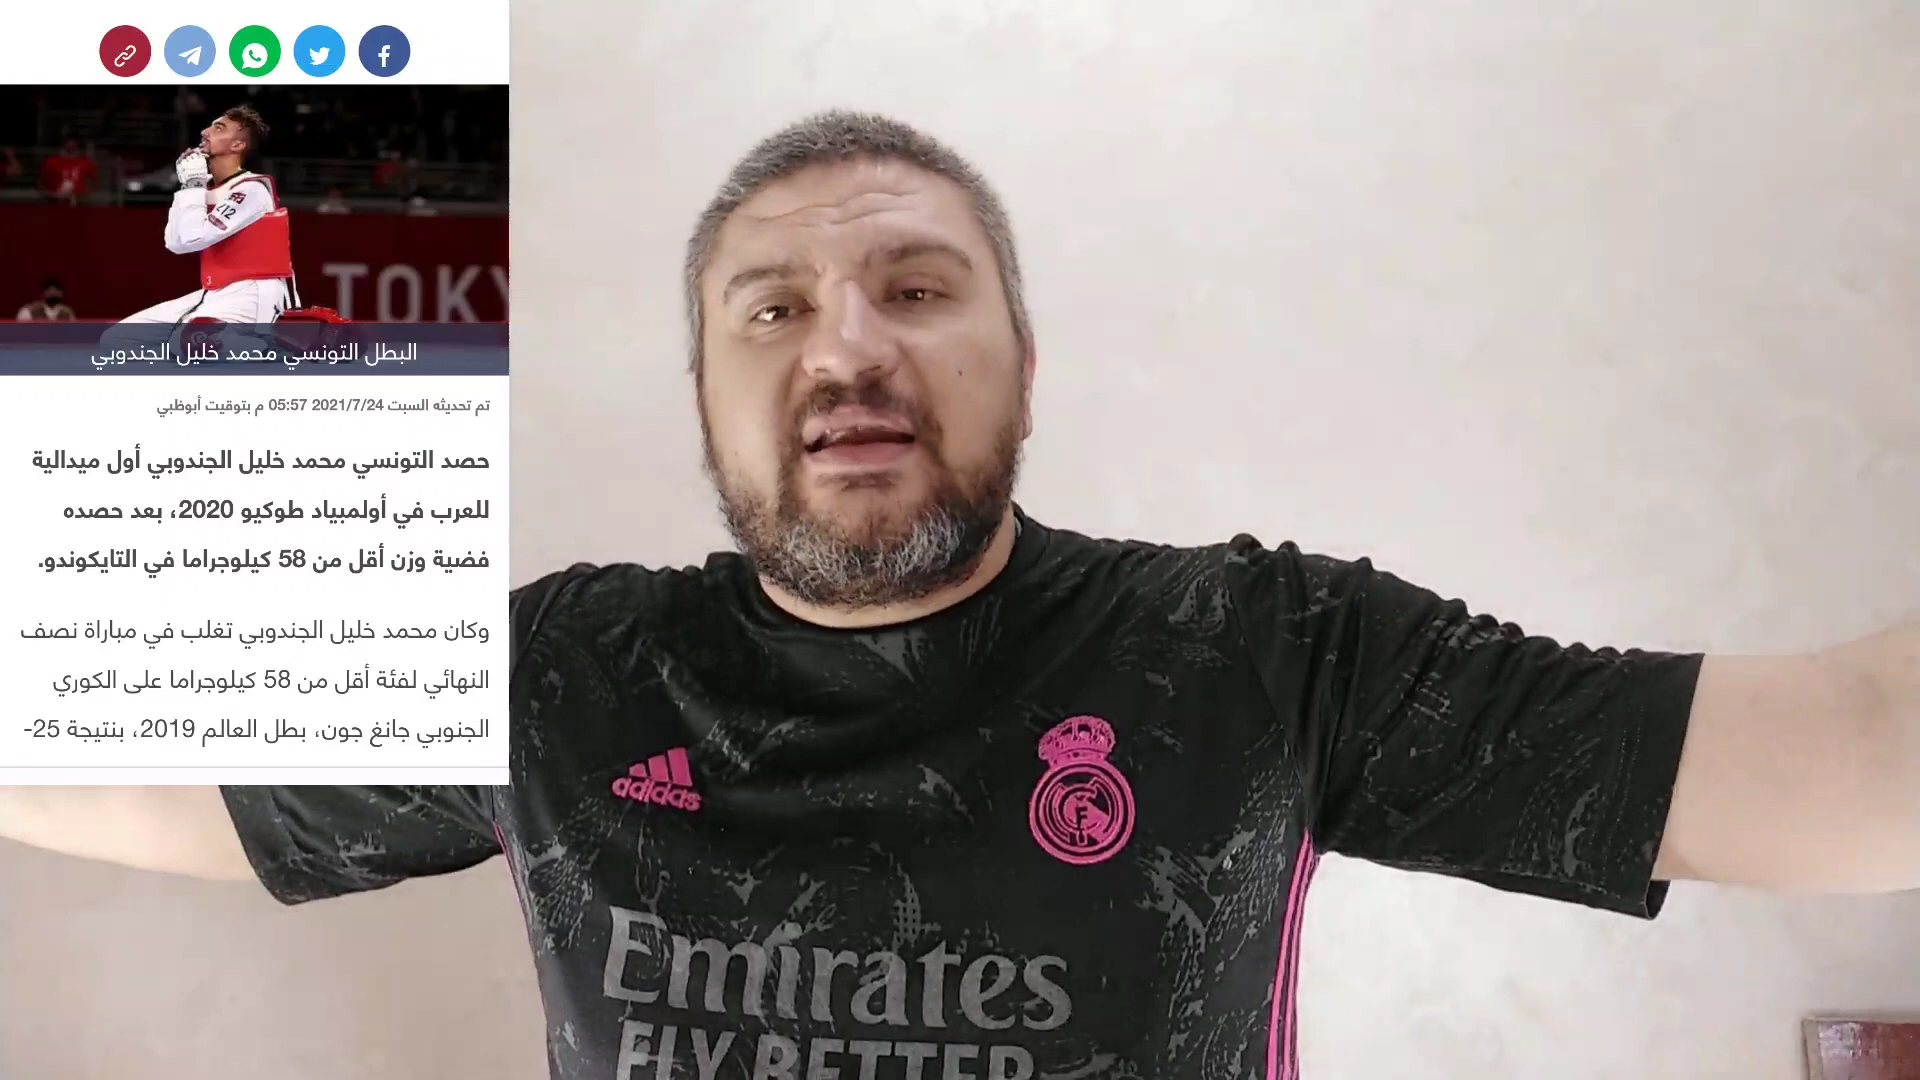 Z12
3
TOKY
البطل التونسي محمد خليل الجندوبي
تم تحديثه السبت 2021/7/24 05:57 م بتوقيت أبوظبي
حصد التونسي محمد خليل الجندوبي أول ميدالية
للعرب في أولمبياد طوكيو 2020، بعد حصده
فضية وزن أقل من 58 كيلوجراما في التايكوندو.
وكان محمد خليل الجندوبي تغلب في مباراة نصف
النهائي لفئة أقل من 58 كيلوجراما على الكوري
الجنوبي جانغ جون، بطل العالم 2019، بنتيجة 25-
adidas
Emirates
FLY BETTER